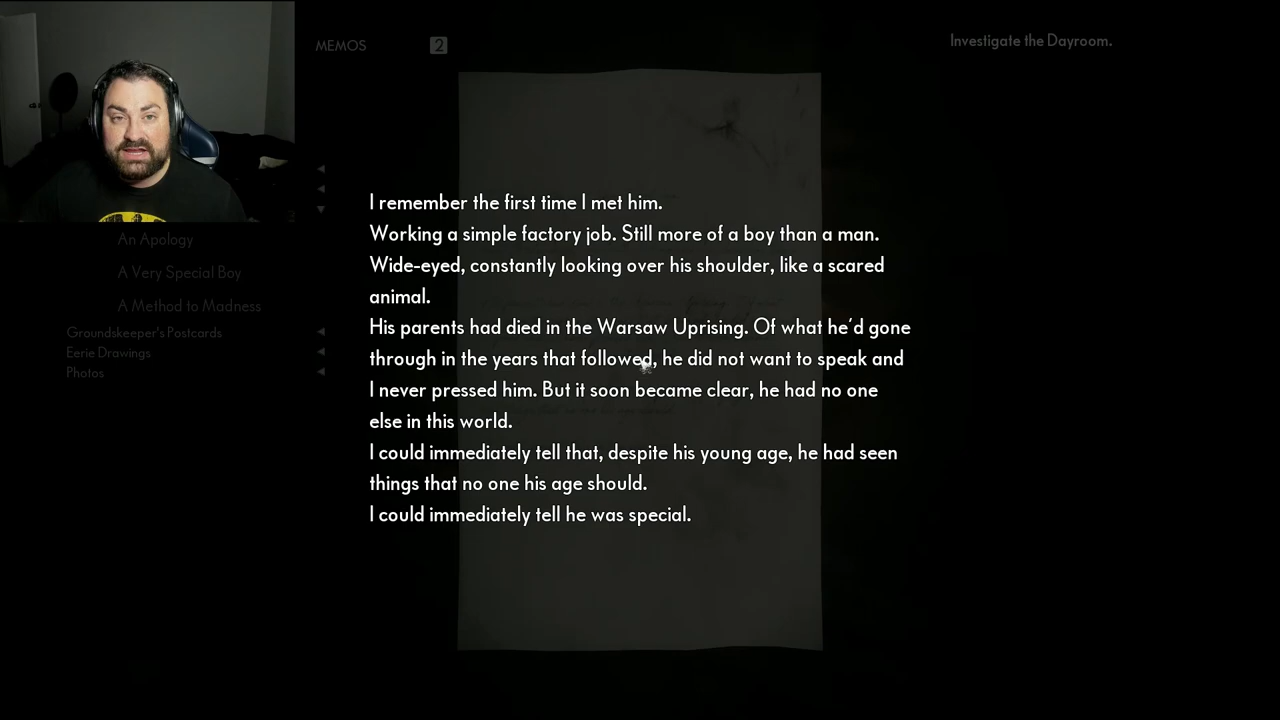 MEMOS
2
Investigate the Dayroom.
An Apology
A Very Special Boy
A Method to Madness
Groundskeeper's Postcards
Eerie Drawings
Photos
I remember the first time I met him.
Working a simple factory job. Still more of a boy than a man.
Wide-eyed, constantly looking over his shoulder, like a scared
animal.
His parents had died in the Warsaw Uprising. Of what he'd gone
through in the years that followed, he did not want to speak and
I never pressed him. But it soon became clear, he had no one
else in this world.
I could immediately tell that, despite his young age, he had seen
things that no one his age should.
I could immediately tell he was special.